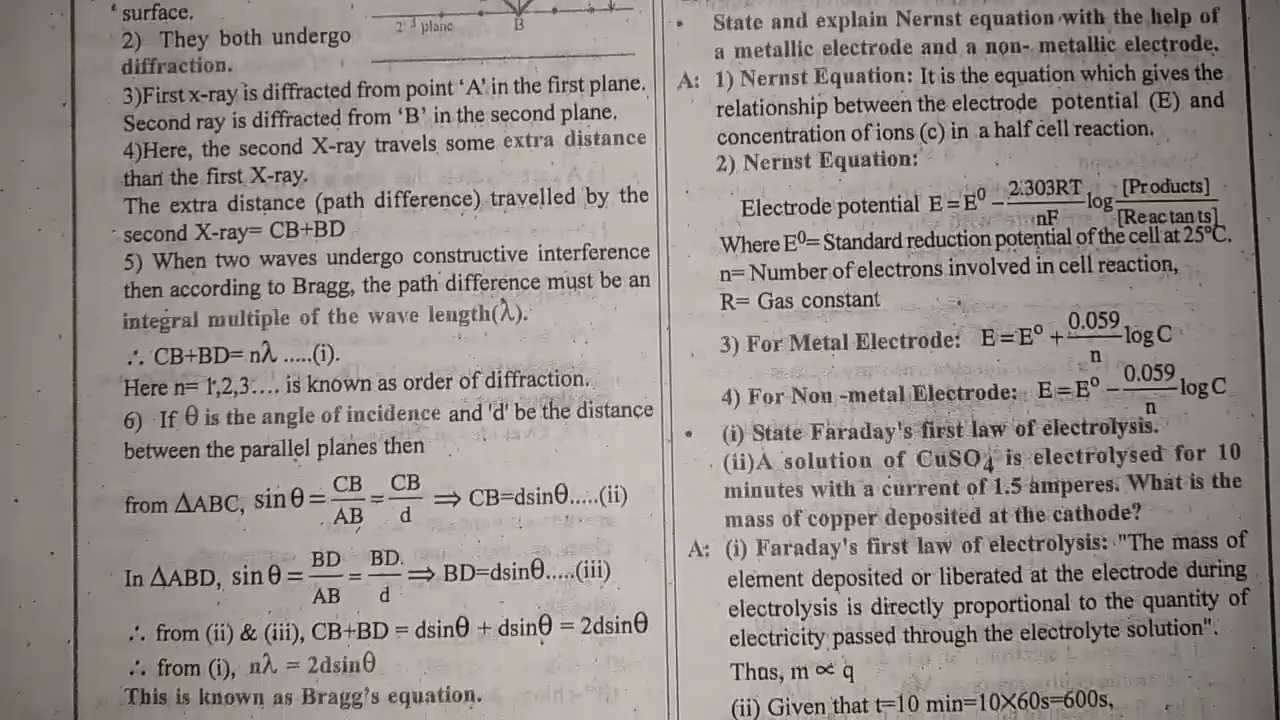 surface.
2) They both undergo
diffraction.
2nd plane
B
3)First x-ray is diffracted from point 'A' in the first plane.
Second ray is diffracted from 'B' in the second plane.
4)Here, the second X-ray travels some extra distance
than the first X-ray.
The extra distance (path difference) travelled by the
second X-ray= CB+BD
5) When two waves undergo constructive interference
then according to Bragg, the path difference must be an
integral multiple of the wave length(λ).
∴ CB+BD= nλ .....(i).
Here n= 1,2,3.... is known as order of diffraction.
6) If θ is the angle of incidence and 'd' be the distance
between the parallel planes then
from ΔABC, sinθ = CB/AB = CB/d ⇒ CB=dsinθ.....(ii)
In ΔABD, sinθ = BD/AB = BD/d ⇒ BD=dsinθ.....(iii)
∴ from (ii) & (iii), CB+BD = dsinθ + dsinθ = 2dsinθ
∴ from (i), nλ = 2dsinθ
This is known as Bragg's equation.
• State and explain Nernst equation with the help of
a metallic electrode and a non- metallic electrode.
A: 1) Nernst Equation: It is the equation which gives the
relationship between the electrode potential (E) and
concentration of ions (c) in a half cell reaction.
2) Nernst Equation:
Electrode potential E = E⁰ − 2.303RT/nF log [Products]/[Reactants]
Where E⁰= Standard reduction potential of the cell at 25°C.
n= Number of electrons involved in cell reaction,
R= Gas constant
3) For Metal Electrode: E = E⁰ + 0.059/n log C
4) For Non -metal Electrode: E = E⁰ − 0.059/n log C
• (i) State Faraday's first law of electrolysis.
(ii)A solution of CuSO₄ is electrolysed for 10
minutes with a current of 1.5 amperes. What is the
mass of copper deposited at the cathode?
A: (i) Faraday's first law of electrolysis: "The mass of
element deposited or liberated at the electrode during
electrolysis is directly proportional to the quantity of
electricity passed through the electrolyte solution".
Thus, m ∝ q
(ii) Given that t=10 min=10×60s=600s,